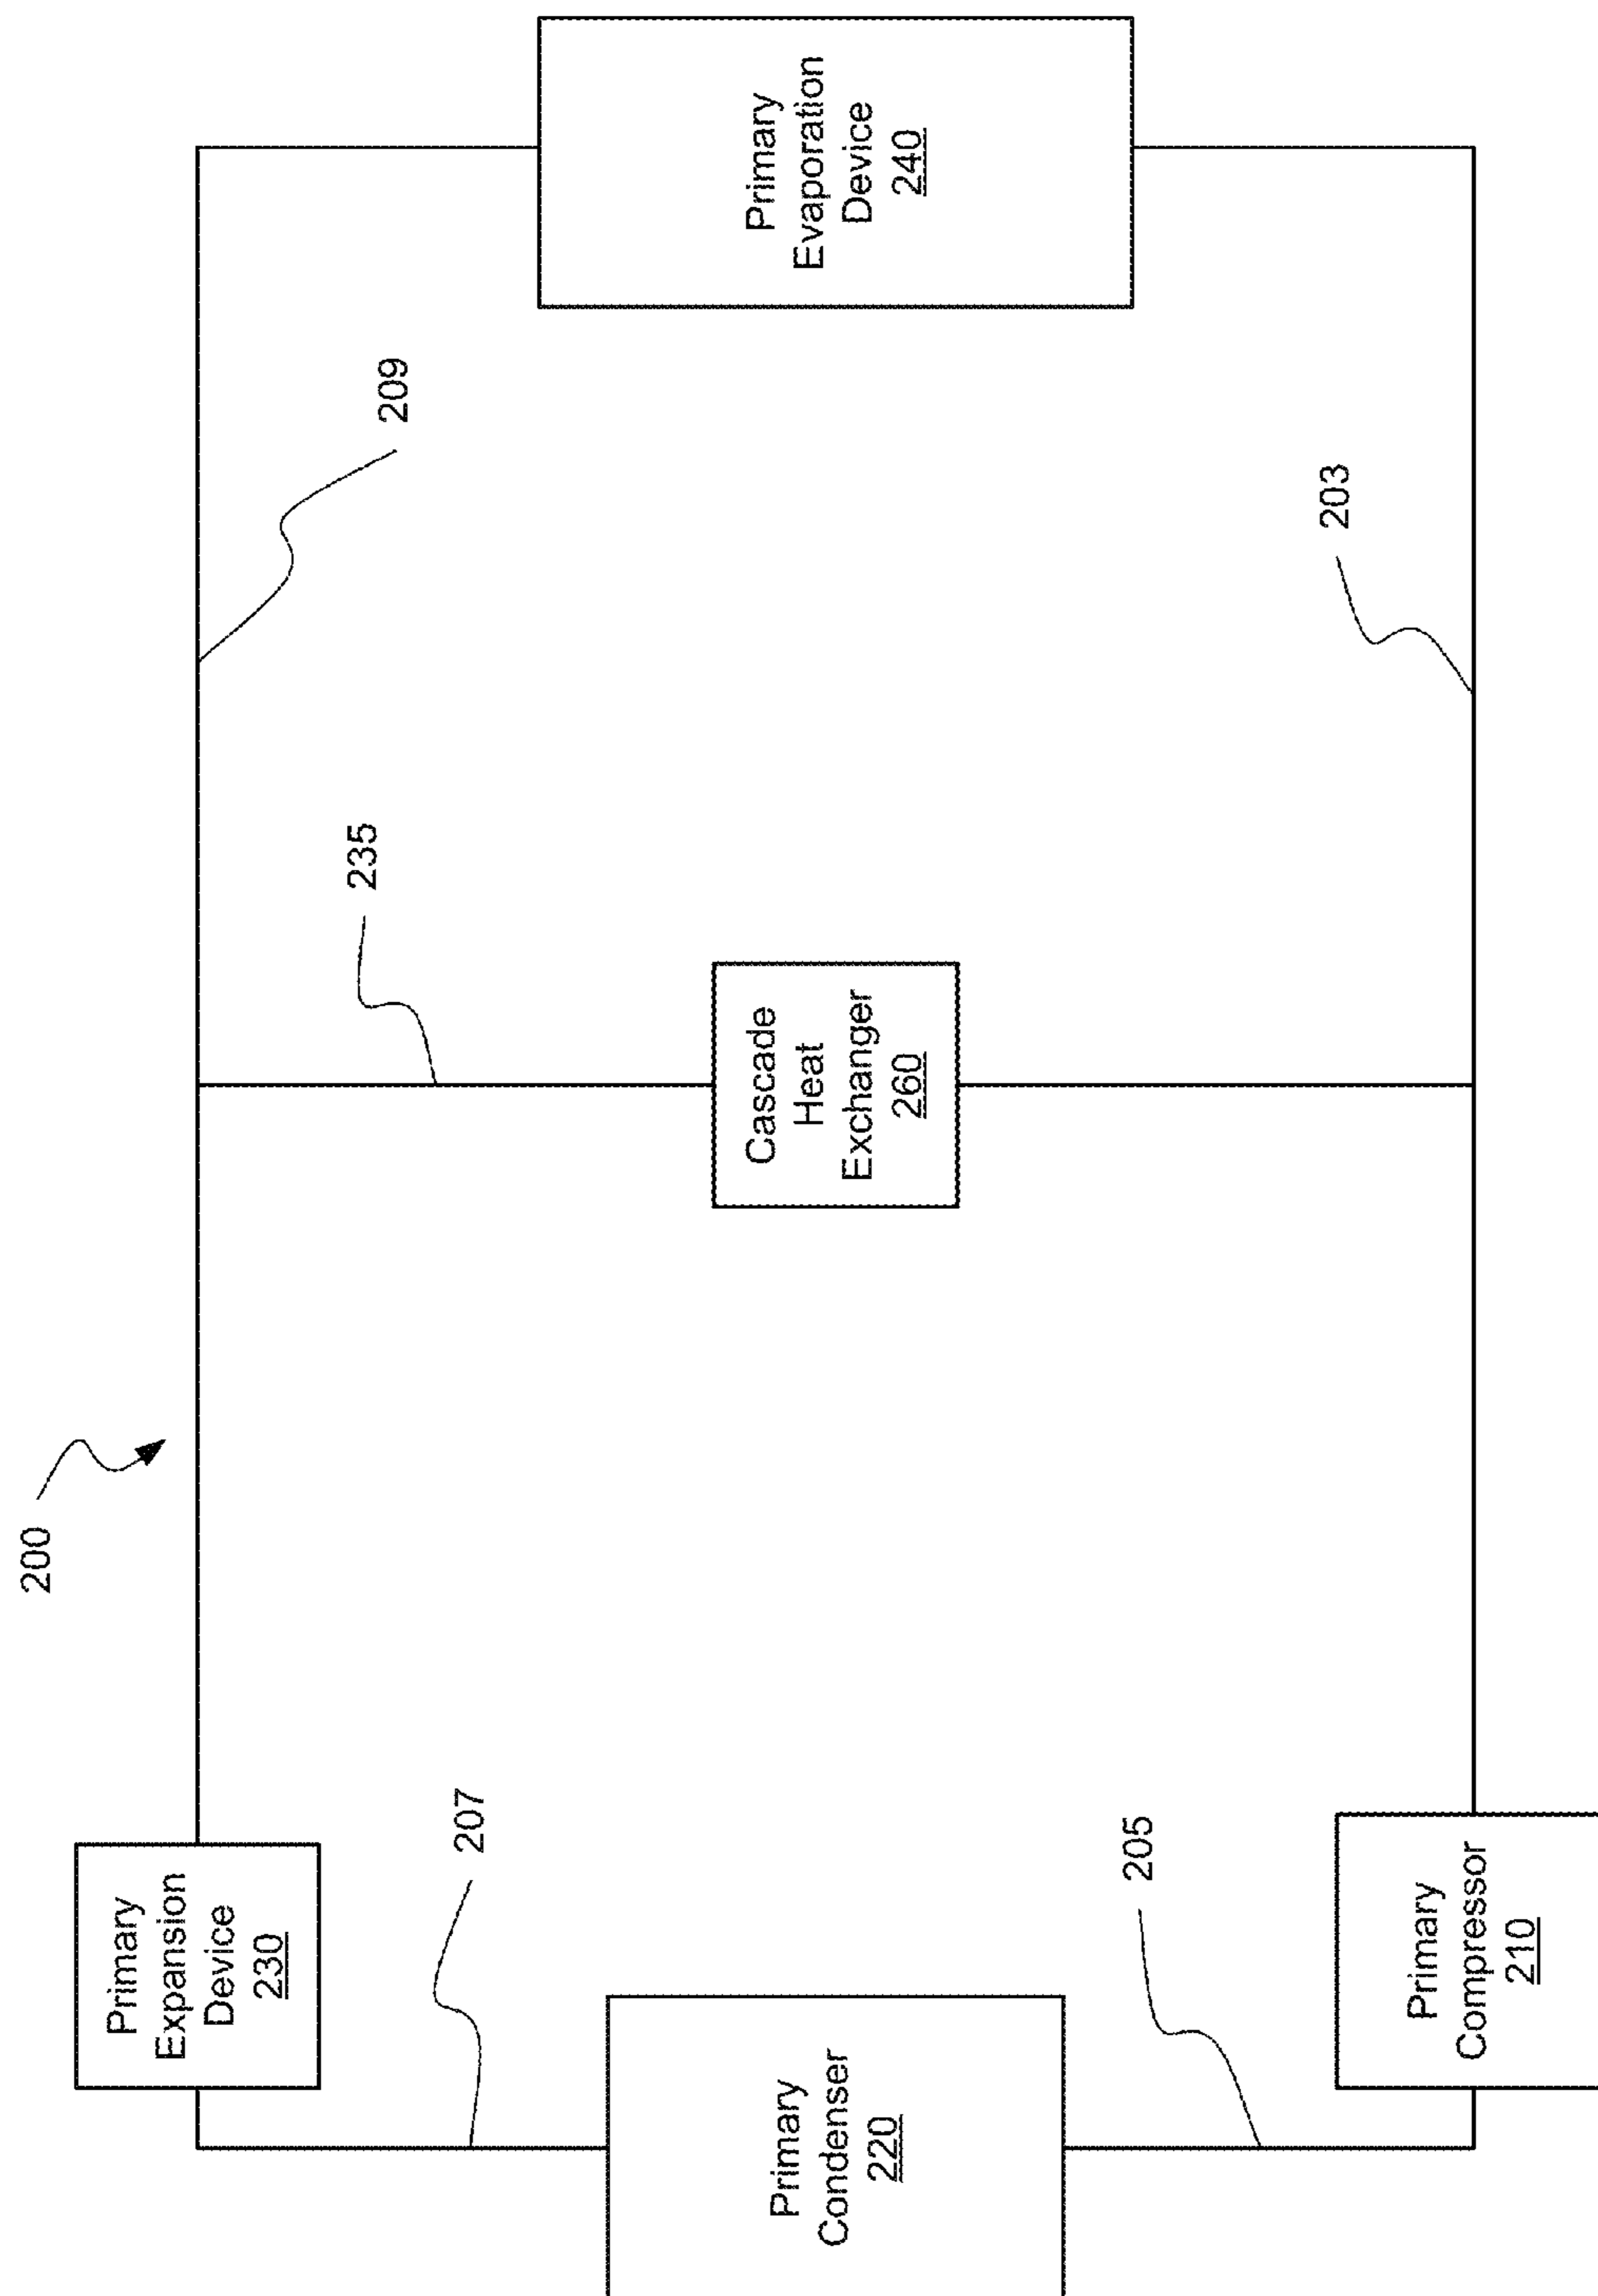 200
Primary
Expansion
Device
230
207
235
209
Primary
Condenser
220
Cascade
Heat
Exchanger
260
Primary
Evaporation
Device
240
205
203
Primary
Compressor
210